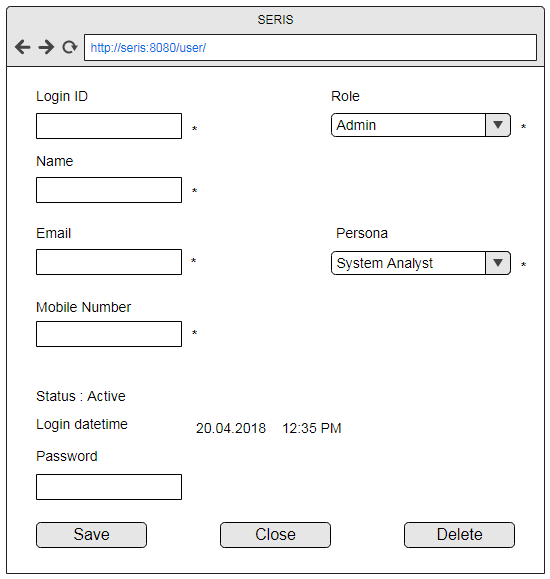 SERIS
http://seris:8080/user/
Login ID
Role
*
Admin
*
Name
*
Email
Persona
*
System Analyst
*
Mobile Number
*
Status : Active
Login datetime
20.04.2018 12:35 PM
Password
Save
Close
Delete